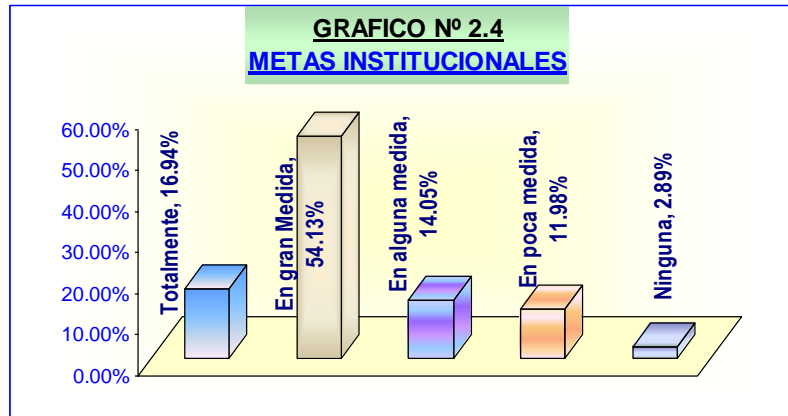 GRAFICO Nº 2.4
METAS INSTITUCIONALES
60.00%
50.00%
40.00%
30.00%
20.00%
10.00%
0.00%
Totalmente, 16.94%
En gran Medida,
54.13%
En alguna medida,
14.05%
En poca medida,
11.98%
Ninguna, 2.89%